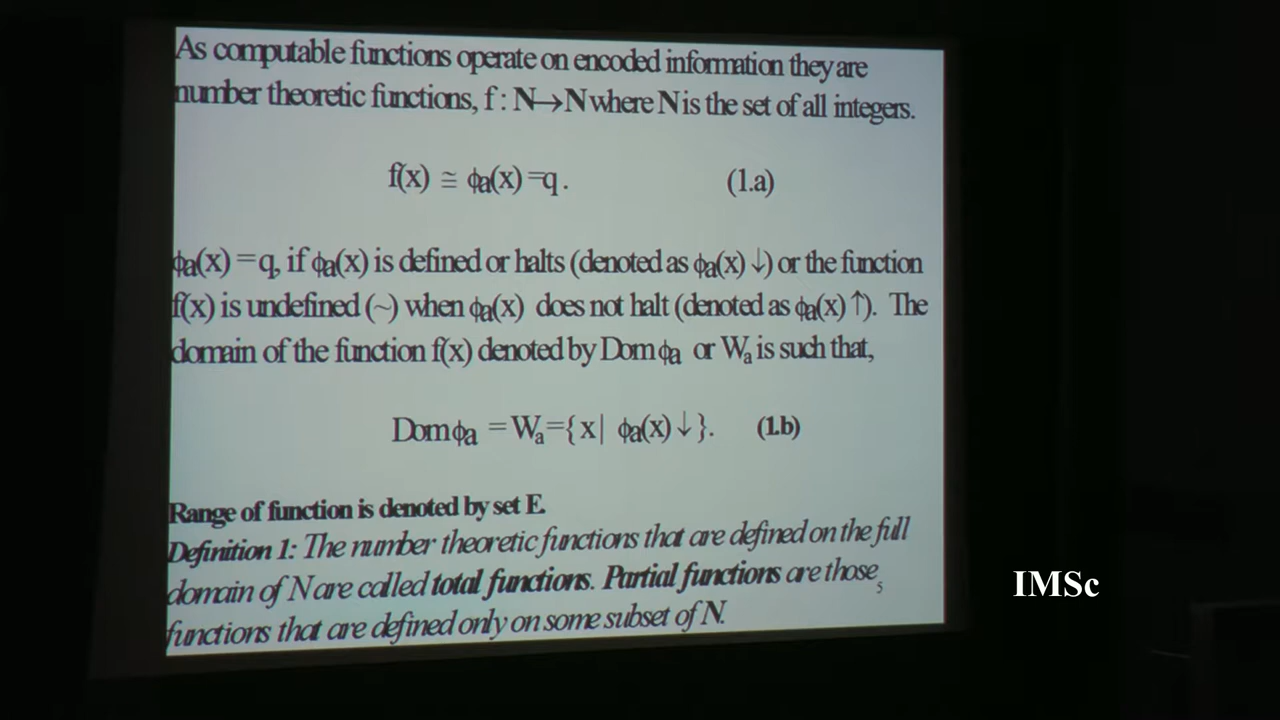 As computable functions operate on encoded information they are
number theoretic functions, f : N→N where N is the set of all integers.
f(x) ≅ ϕa(x) =q . (1.a)
ϕa(x) =q, if ϕa(x) is defined or halts (denoted as ϕa(x) ↓) or the function
f(x) is undefined (~) when ϕa(x) does not halt (denoted as ϕa(x) ↑). The
domain of the function f(x) denoted by Dom ϕa or Wₐ is such that,
Dom ϕa = Wₐ={ x| ϕa(x) ↓ }. (1.b)
Range of function is denoted by set E.
Definition 1: The number theoretic functions that are defined on the full
domain of N are called total functions. Partial functions are those
functions that are defined only on some subset of N.
5
IMSc